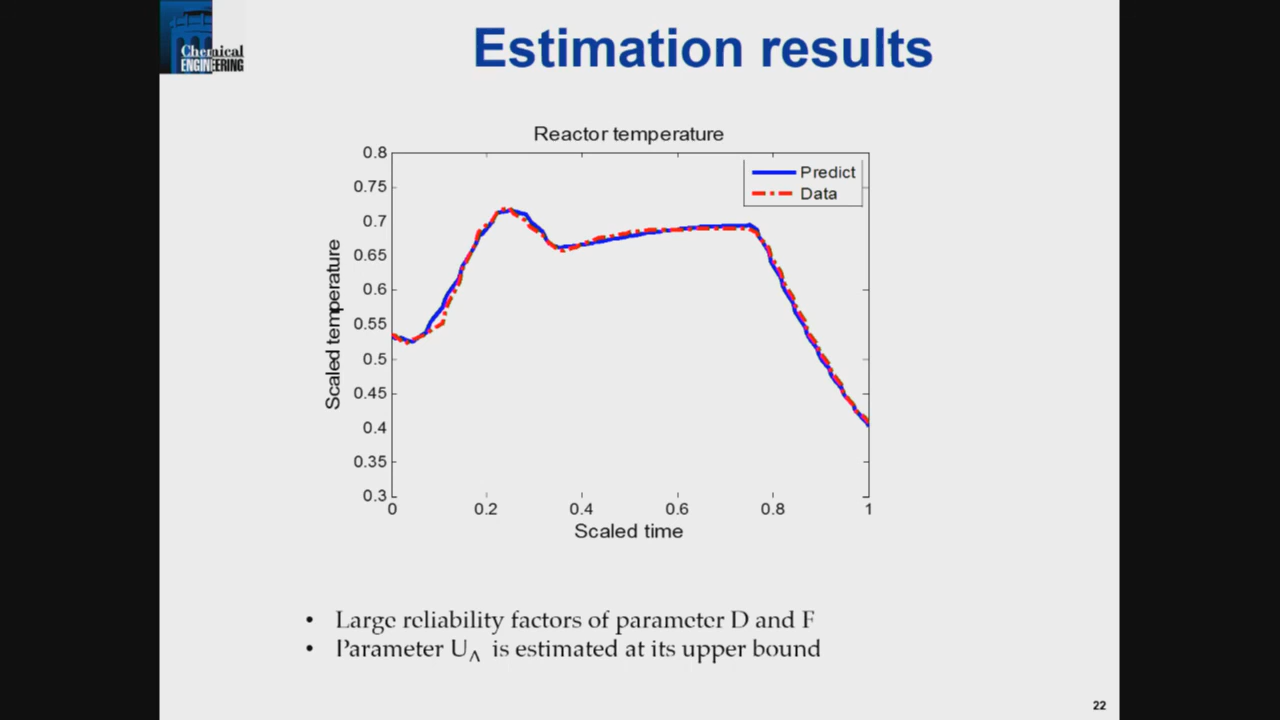 Chemical
ENGINEERING
Estimation results
Reactor temperature
0.8
0.75
0.7
0.65
0.6
0.55
0.5
0.45
0.4
0.35
0.3
Scaled temperature
Predict
Data
0 0.2 0.4 0.6 0.8 1
Scaled time
• Large reliability factors of parameter D and F
• Parameter U_A is estimated at its upper bound
22